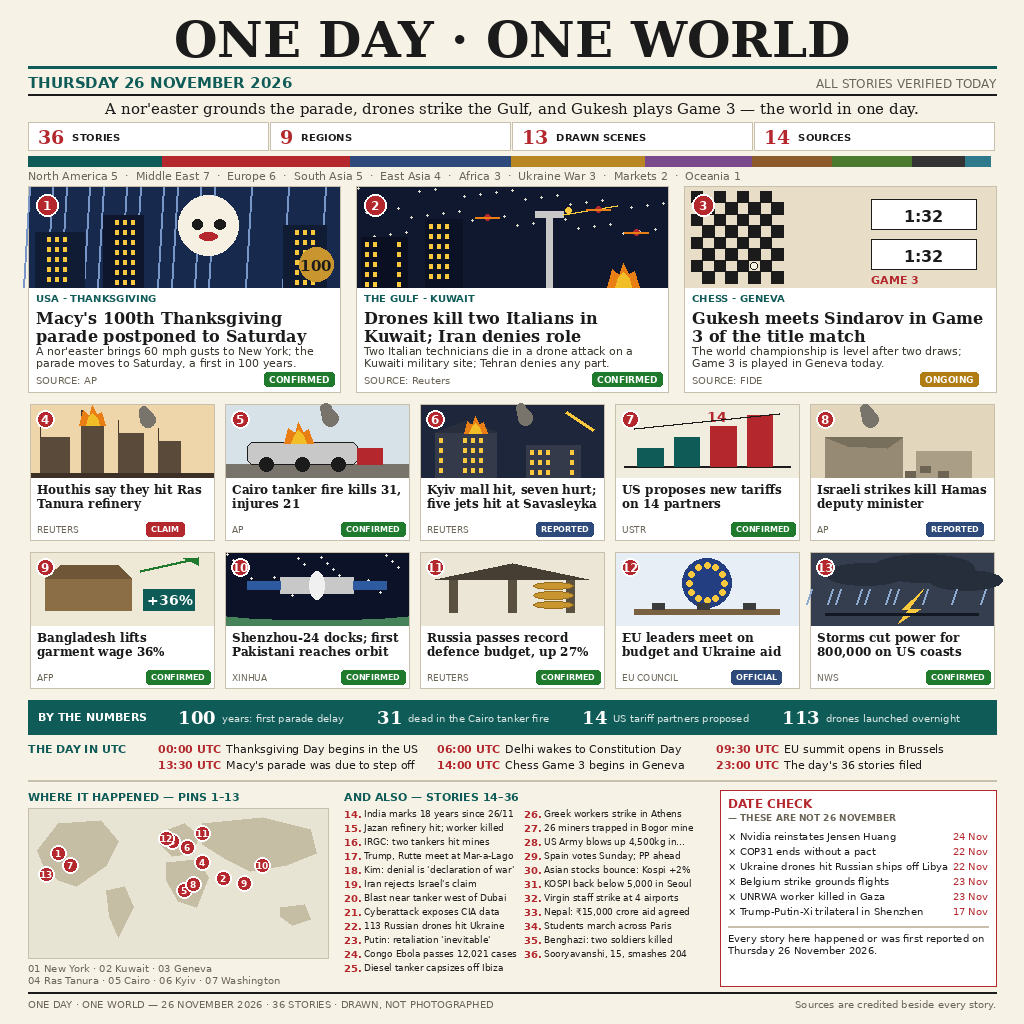 ONE DAY · ONE WORLD
THURSDAY 26 NOVEMBER 2026
ALL STORIES VERIFIED TODAY
A nor'easter grounds the parade, drones strike the Gulf, and Gukesh plays Game 3 — the world in one day.
36 STORIES
9 REGIONS
13 DRAWN SCENES
14 SOURCES
North America 5 · Middle East 7 · Europe 6 · South Asia 5 · East Asia 4 · Africa 3 · Ukraine War 3 · Markets 2 · Oceania 1
1
100
USA - THANKSGIVING
Macy's 100th Thanksgiving
parade postponed to Saturday
A nor'easter brings 60 mph gusts to New York; the
parade moves to Saturday, a first in 100 years.
SOURCE: AP
CONFIRMED
2
THE GULF - KUWAIT
Drones kill two Italians in
Kuwait; Iran denies role
Two Italian technicians die in a drone attack on a
Kuwaiti military site; Tehran denies any part.
SOURCE: Reuters
CONFIRMED
3
1:32
1:32
GAME 3
CHESS - GENEVA
Gukesh meets Sindarov in Game
3 of the title match
The world championship is level after two draws;
Game 3 is played in Geneva today.
SOURCE: FIDE
ONGOING
4
Houthis say they hit Ras
Tanura refinery
REUTERS
CLAIM
5
Cairo tanker fire kills 31,
injures 21
AP
CONFIRMED
6
Kyiv mall hit, seven hurt;
five jets hit at Savasleyka
REUTERS
REPORTED
7
14
US proposes new tariffs
on 14 partners
USTR
CONFIRMED
8
Israeli strikes kill Hamas
deputy minister
AP
REPORTED
9
+36%
Bangladesh lifts
garment wage 36%
AFP
CONFIRMED
10
Shenzhou-24 docks; first
Pakistani reaches orbit
XINHUA
CONFIRMED
11
Russia passes record
defence budget, up 27%
REUTERS
CONFIRMED
12
EU leaders meet on
budget and Ukraine aid
EU COUNCIL
OFFICIAL
13
Storms cut power for
800,000 on US coasts
NWS
CONFIRMED
BY THE NUMBERS
100 years: first parade delay
31 dead in the Cairo tanker fire
14 US tariff partners proposed
113 drones launched overnight
THE DAY IN UTC
00:00 UTC Thanksgiving Day begins in the US
06:00 UTC Delhi wakes to Constitution Day
09:30 UTC EU summit opens in Brussels
13:30 UTC Macy's parade was due to step off
14:00 UTC Chess Game 3 begins in Geneva
23:00 UTC The day's 36 stories filed
WHERE IT HAPPENED — PINS 1–13
1
13
7
12
6
11
4
5
8
2
9
10
01 New York · 02 Kuwait · 03 Geneva
04 Ras Tanura · 05 Cairo · 06 Kyiv · 07 Washington
AND ALSO — STORIES 14–36
14. India marks 18 years since 26/11
15. Jazan refinery hit; worker killed
16. IRGC: two tankers hit mines
17. Trump, Rutte meet at Mar-a-Lago
18. Kim: denial is 'declaration of war'
19. Iran rejects Israel's claim
20. Blast near tanker west of Dubai
21. Cyberattack exposes CIA data
22. 113 Russian drones hit Ukraine
23. Putin: retaliation 'inevitable'
24. Congo Ebola passes 12,021 cases
25. Diesel tanker capsizes off Ibiza
26. Greek workers strike in Athens
27. 26 miners trapped in Bogor mine
28. US Army blows up 4,500kg in...
29. Spain votes Sunday; PP ahead
30. Asian stocks bounce: Kospi +2%
31. KOSPI back below 5,000 in Seoul
32. Virgin staff strike at 4 airports
33. Nepal: ₹15,000 crore aid agreed
34. Students march across Paris
35. Benghazi: two soldiers killed
36. Sooryavanshi, 15, smashes 204
DATE CHECK
— THESE ARE NOT 26 NOVEMBER
× Nvidia reinstates Jensen Huang 24 Nov
× COP31 ends without a pact 22 Nov
× Ukraine drones hit Russian ships off Libya 22 Nov
× Belgium strike grounds flights 23 Nov
× UNRWA worker killed in Gaza 23 Nov
× Trump-Putin-Xi trilateral in Shenzhen 17 Nov
Every story here happened or was first reported on
Thursday 26 November 2026.
ONE DAY · ONE WORLD — 26 NOVEMBER 2026 · 36 STORIES · DRAWN, NOT PHOTOGRAPHED
Sources are credited beside every story.